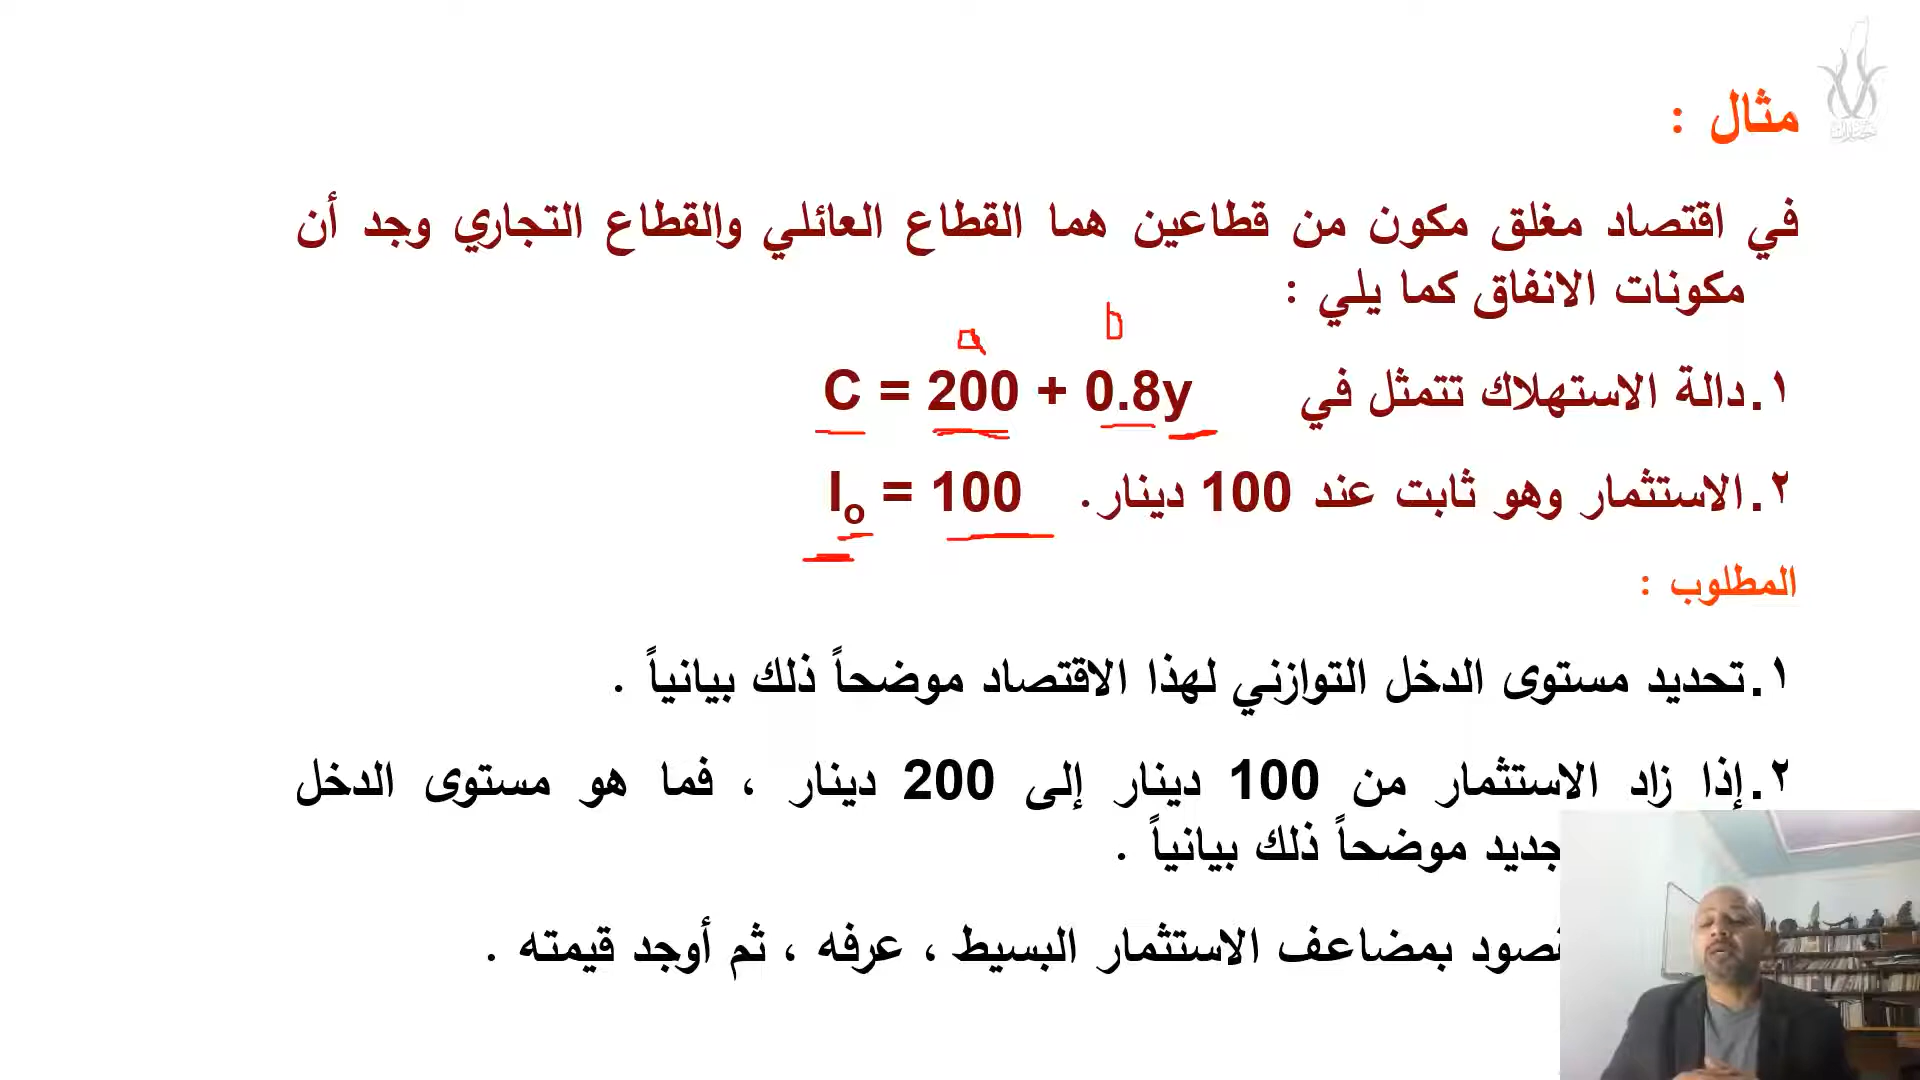 مثال :
في اقتصاد مغلق مكون من قطاعين هما القطاع العائلي والقطاع التجاري وجد أن
مكونات الانفاق كما يلي :
a b
١. دالة الاستهلاك تتمثل في C = 200 + 0.8y
٢. الاستثمار وهو ثابت عند 100 دينار. Io = 100
المطلوب :
١. تحديد مستوى الدخل التوازني لهذا الاقتصاد موضحاً ذلك بيانياً .
٢. إذا زاد الاستثمار من 100 دينار إلى 200 دينار ، فما هو مستوى الدخل
جديد موضحاً ذلك بيانياً .
بمضاعف الاستثمار البسيط ، عرفه ، ثم أوجد قيمته .